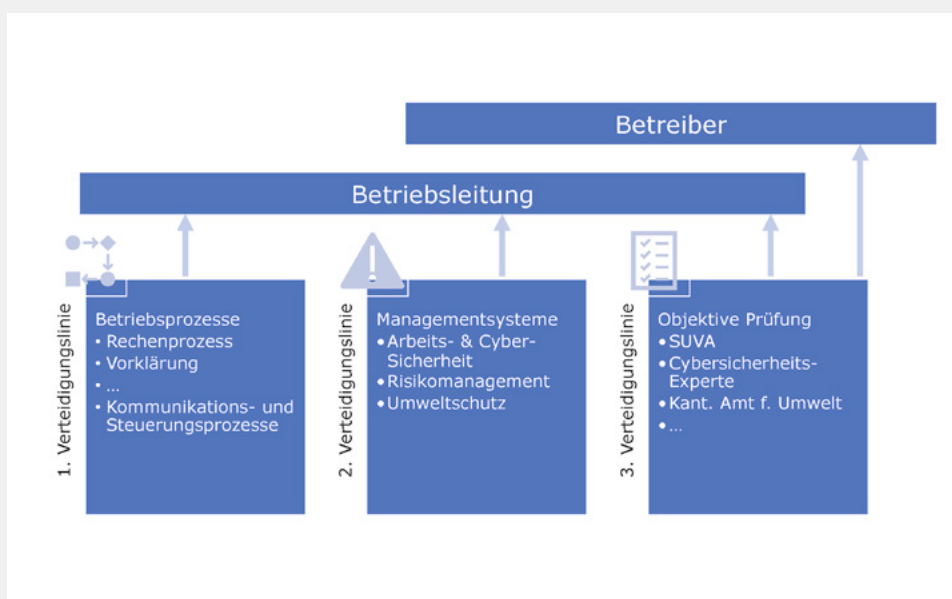 Betreiber
Betriebsleitung
1. Verteidigungslinie
Betriebsprozesse
• Rechenprozess
• Vorklärung
• ...
• Kommunikations- und
Steuerungsprozesse
2. Verteidigungslinie
Managementsysteme
•Arbeits- & Cyber-
Sicherheit
•Risikomanagement
•Umweltschutz
3. Verteidigungslinie
Objektive Prüfung
•SUVA
•Cybersicherheits-
Experte
•Kant. Amt f. Umwelt
•...